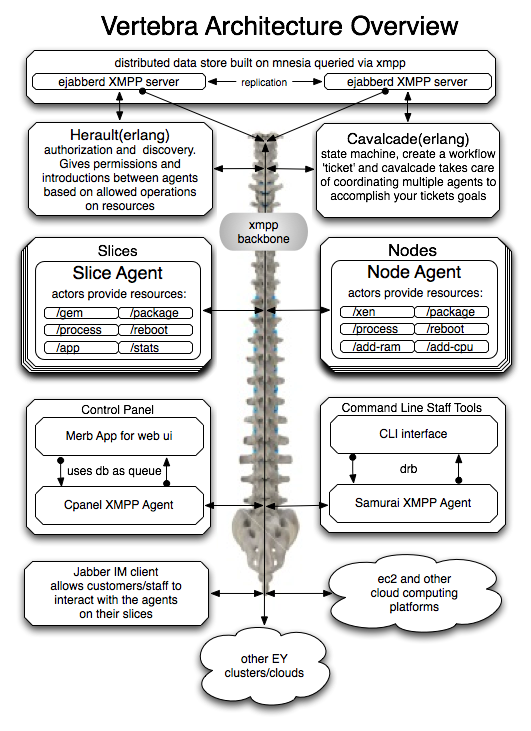 Vertebra Architecture Overview
distributed data store built on mnesia queried via xmpp
ejabberd XMPP server
replication
ejabberd XMPP server
Herault(erlang)
authorization and discovery.
Gives permissions and
introductions between agents
based on allowed operations
on resources
Cavalcade(erlang)
state machine, create a workflow
'ticket' and cavalcade takes care
of coordinating multiple agents to
accomplish your tickets goals
xmpp
backbone
Slices
Slice Agent
actors provide resources:
/gem
/package
/process
/reboot
/app
/stats
Nodes
Node Agent
actors provide resources:
/xen
/package
/process
/reboot
/add-ram
/add-cpu
Control Panel
Merb App for web ui
uses db as queue
Cpanel XMPP Agent
Command Line Staff Tools
CLI interface
drb
Samurai XMPP Agent
Jabber IM client
allows customers/staff to
interact with the agents
on their slices
ec2 and other
cloud computing
platforms
other EY
clusters/clouds